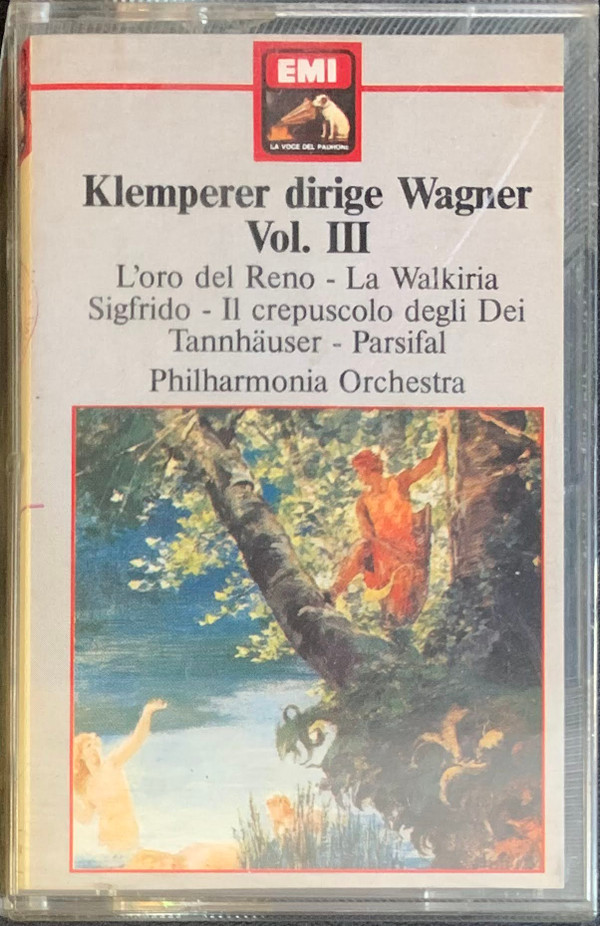 EMI
LA VOCE DEL PADRONE
Klemperer dirige Wagner
Vol. III
L'oro del Reno - La Walkiria
Sigfrido - Il crepuscolo degli Dei
Tannhäuser - Parsifal
Philharmonia Orchestra